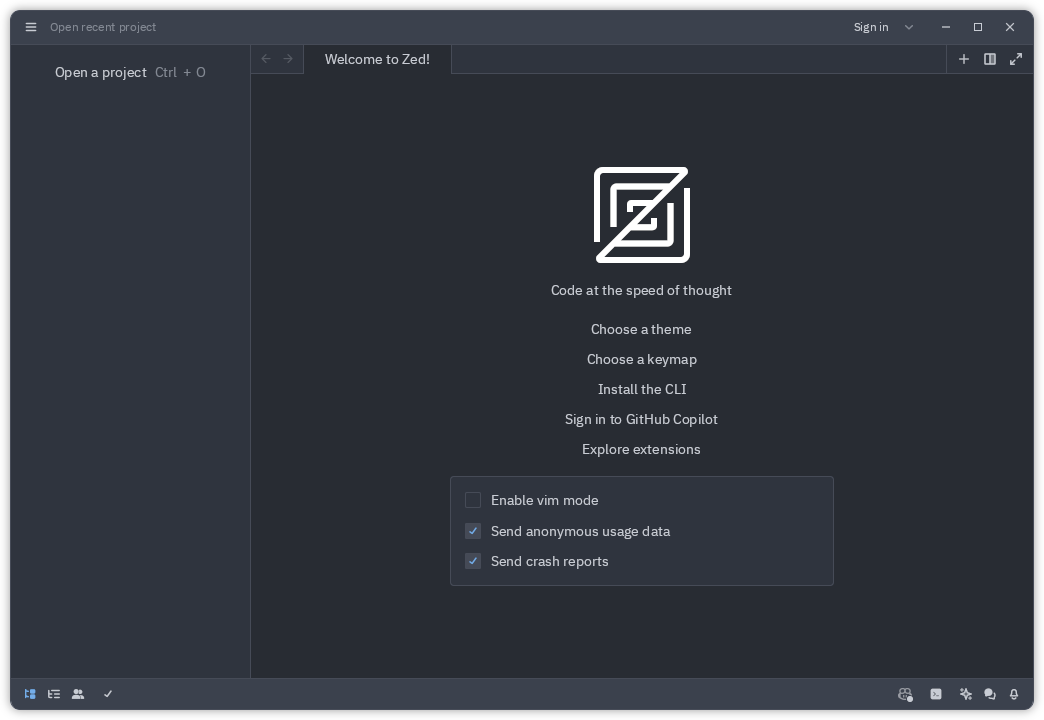 Open recent project
Sign in
Open a project Ctrl + O
Welcome to Zed!
Code at the speed of thought
Choose a theme
Choose a keymap
Install the CLI
Sign in to GitHub Copilot
Explore extensions
Enable vim mode
Send anonymous usage data
Send crash reports